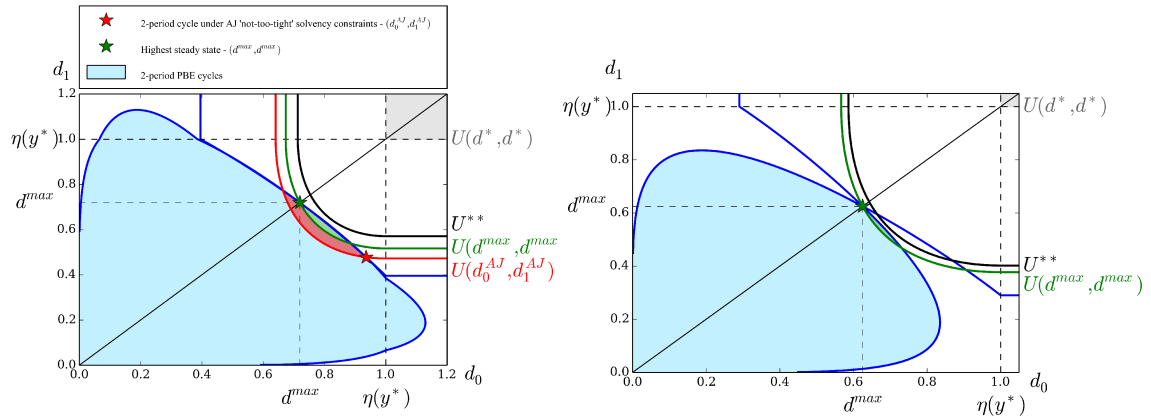 2-period cycle under AJ 'not-too-tight' solvency constraints - (d_0^{AJ},d_1^{AJ})
Highest steady state - (d^{max},d^{max})
2-period PBE cycles
d_1
1.2
η(y*) 1.0
0.8
d^{max}
0.6
0.4
0.2
0.0
0.0 0.2 0.4 0.6 0.8 1.0 1.2 d_0
d^{max} η(y*)
U(d*,d*)
U**
U(d^{max},d^{max}
U(d_0^{AJ},d_1^{AJ})
d_1
η(y*) 1.0
0.8
d^{max}
0.6
0.4
0.2
0.0
0.0 0.2 0.4 0.6 0.8 1.0 d_0
d^{max} η(y*)
U(d*,d*)
U**
U(d^{max},d^{max})